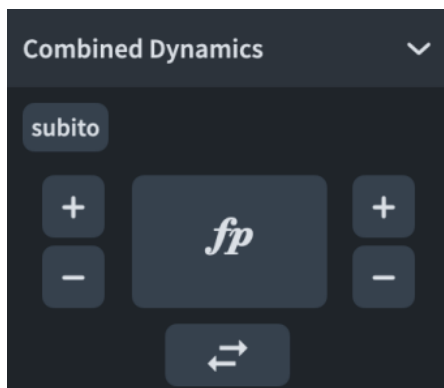 Combined Dynamics
subito
+ fp +
− −